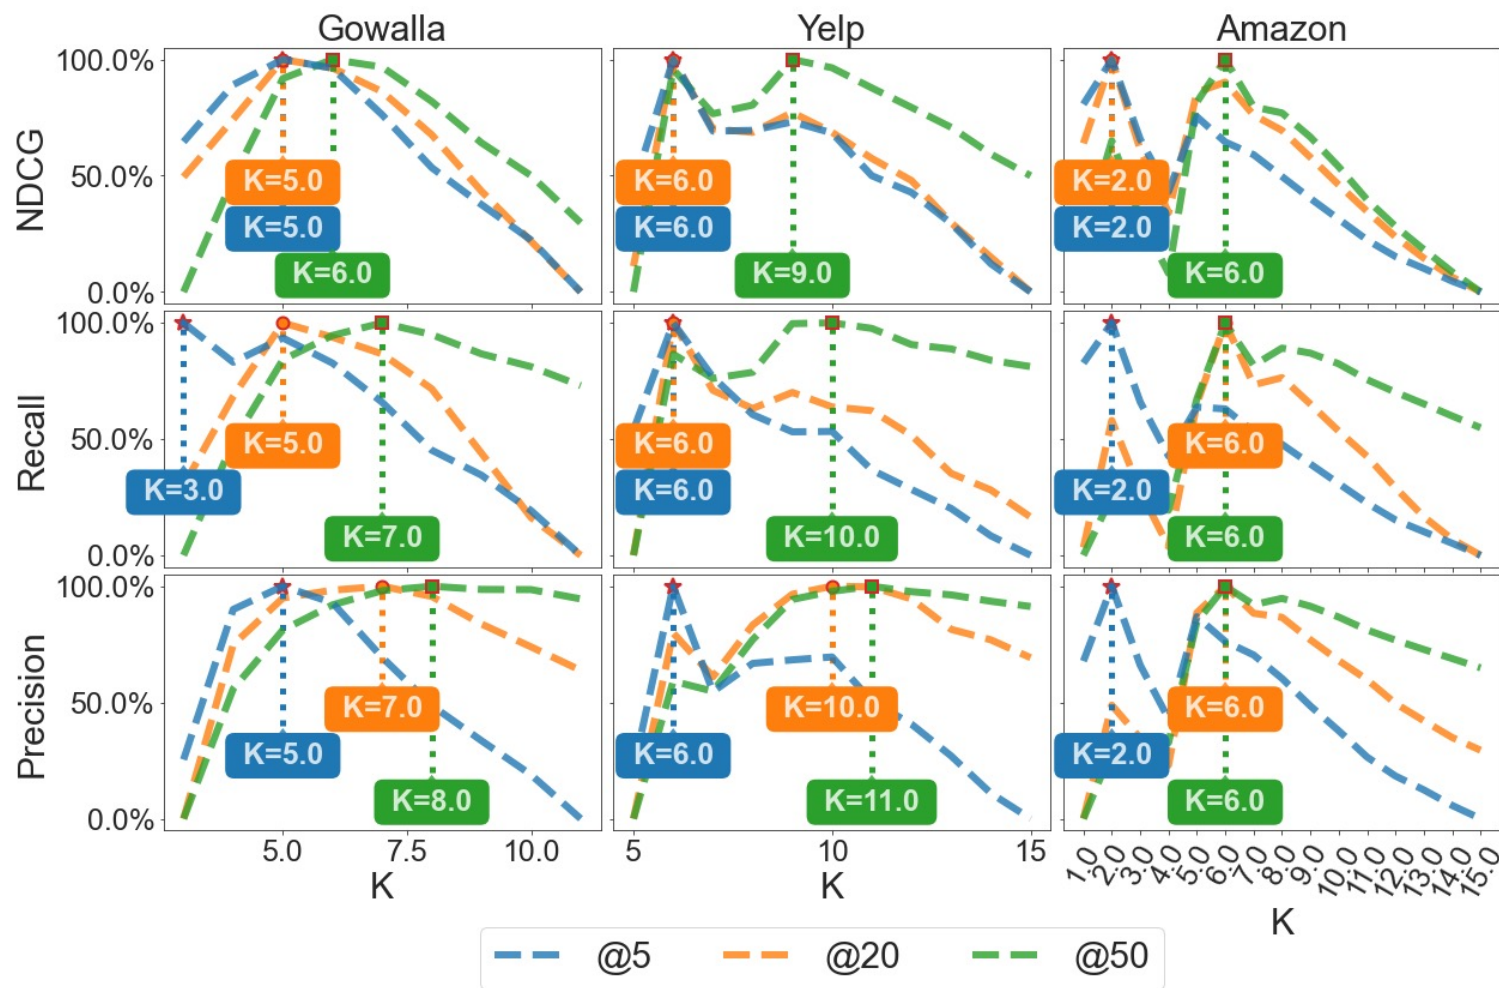 Gowalla Yelp Amazon
NDCG
100.0%
50.0%
0.0%
K=5.0 K=6.0 K=2.0
K=5.0 K=6.0 K=2.0
K=6.0 K=9.0 K=6.0
Recall
100.0%
50.0%
0.0%
K=5.0 K=6.0 K=6.0
K=3.0 K=6.0 K=2.0
K=7.0 K=10.0 K=6.0
Precision
100.0%
50.0%
0.0%
K=7.0 K=10.0 K=6.0
K=5.0 K=6.0 K=2.0
K=8.0 K=11.0 K=6.0
5.0 7.5 10.0 5 10 15 1.0 2.0 3.0 4.0 5.0 6.0 7.0 8.0 9.0 10.0 11.0 12.0 13.0 14.0 15.0
K K K
@5 @20 @50